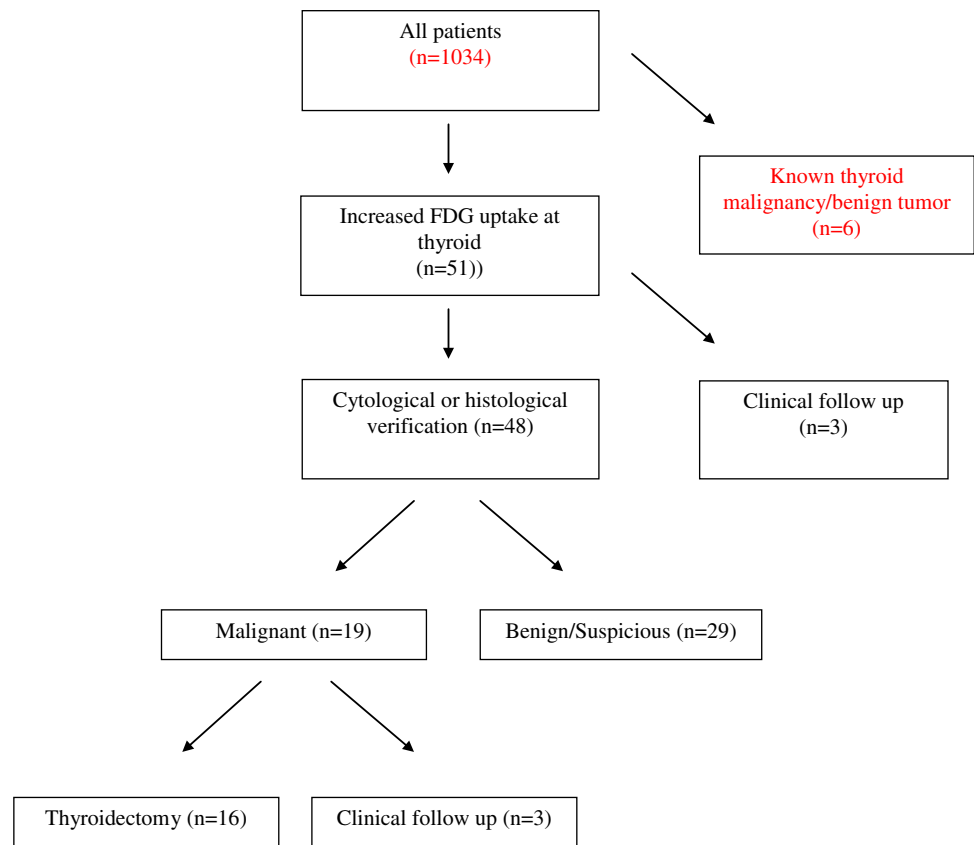 All patients
(n=1034)
Known thyroid
malignancy/benign tumor
(n=6)
Increased FDG uptake at
thyroid
(n=51))
Cytological or histological
verification (n=48)
Clinical follow up
(n=3)
Malignant (n=19)
Benign/Suspicious (n=29)
Thyroidectomy (n=16)
Clinical follow up (n=3)